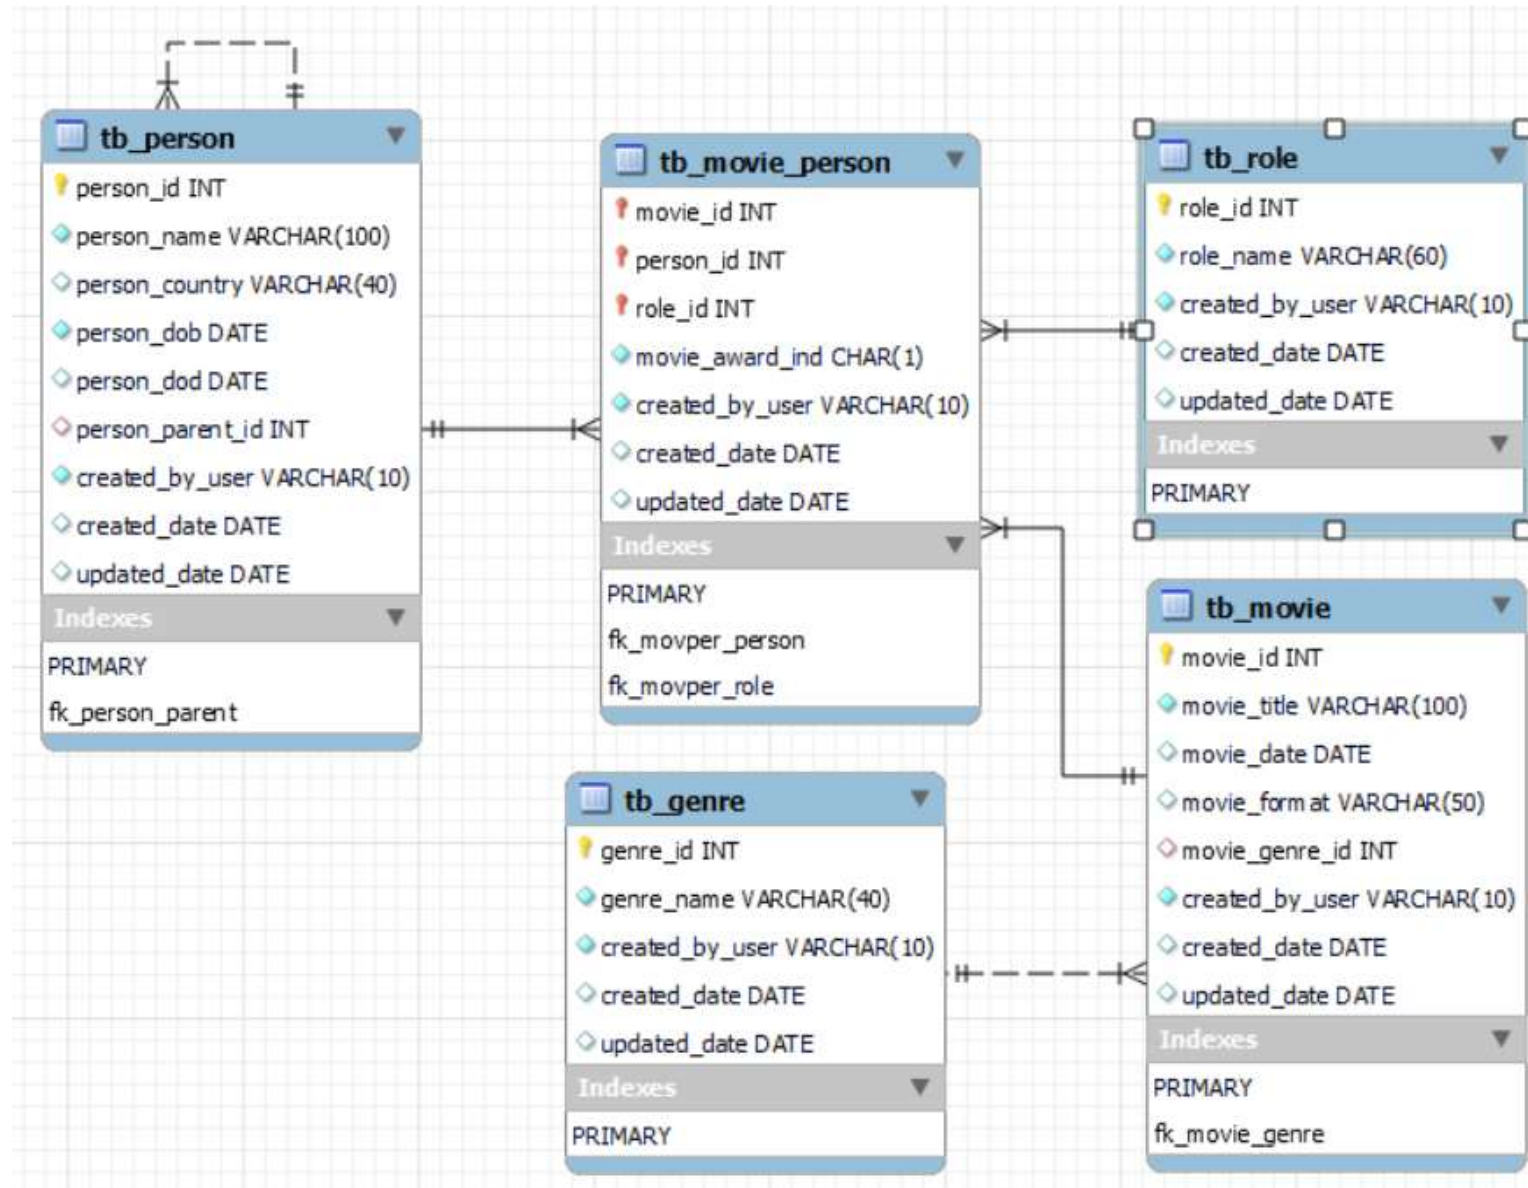 tb_person
person_id INT
person_name VARCHAR(100)
person_country VARCHAR(40)
person_dob DATE
person_dod DATE
person_parent_id INT
created_by_user VARCHAR(10)
created_date DATE
updated_date DATE
Indexes
PRIMARY
fk_person_parent
tb_movie_person
movie_id INT
person_id INT
role_id INT
movie_award_ind CHAR(1)
created_by_user VARCHAR(10)
created_date DATE
updated_date DATE
Indexes
PRIMARY
fk_movper_person
fk_movper_role
tb_role
role_id INT
role_name VARCHAR(60)
created_by_user VARCHAR(10)
created_date DATE
updated_date DATE
Indexes
PRIMARY
tb_genre
genre_id INT
genre_name VARCHAR(40)
created_by_user VARCHAR(10)
created_date DATE
updated_date DATE
Indexes
PRIMARY
tb_movie
movie_id INT
movie_title VARCHAR(100)
movie_date DATE
movie_format VARCHAR(50)
movie_genre_id INT
created_by_user VARCHAR(10)
created_date DATE
updated_date DATE
Indexes
PRIMARY
fk_movie_genre